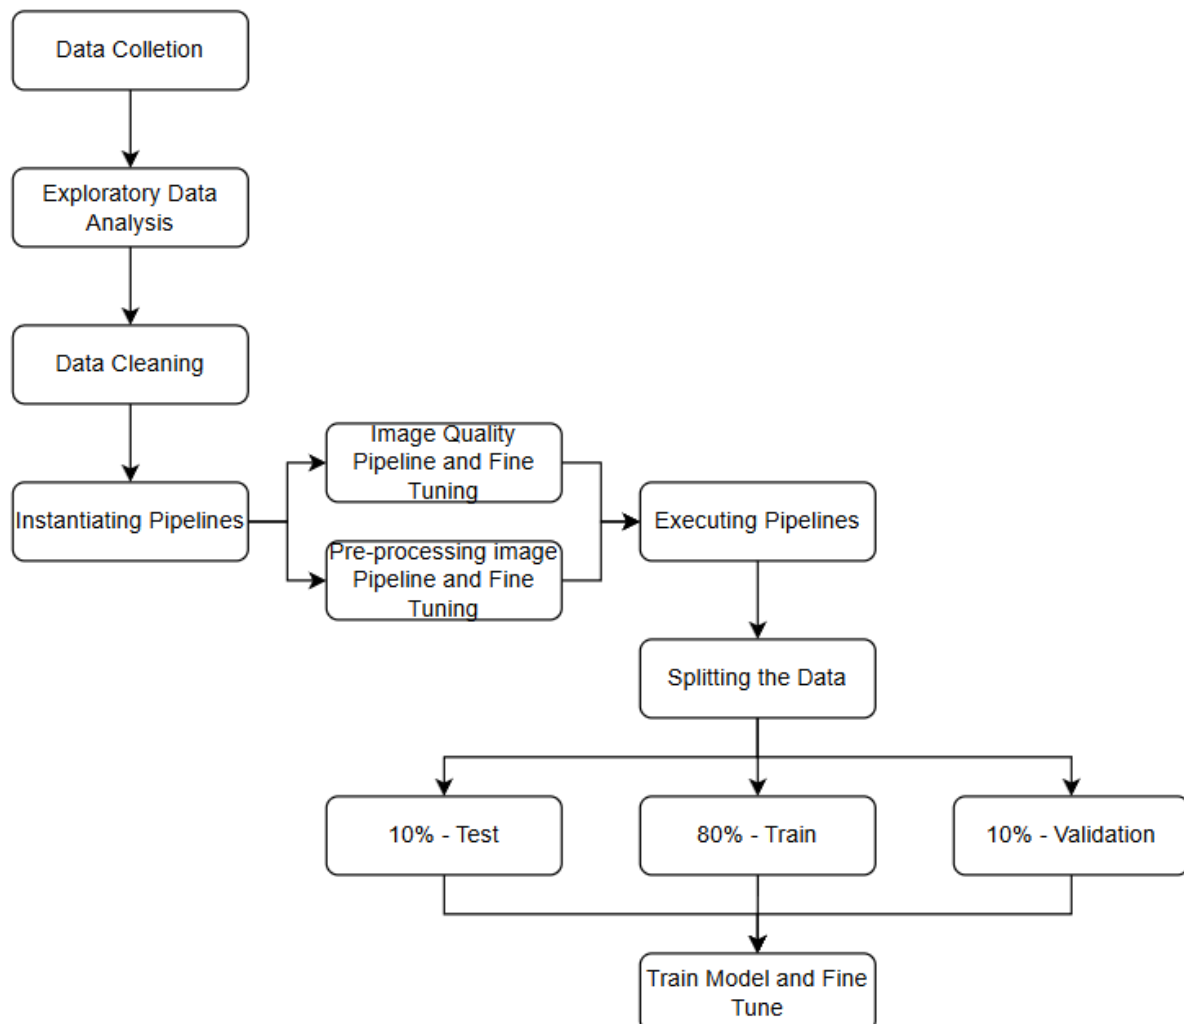 Data Colletion
Exploratory Data
Analysis
Data Cleaning
Instantiating Pipelines
Image Quality
Pipeline and Fine
Tuning
Pre-processing image
Pipeline and Fine
Tuning
Executing Pipelines
Splitting the Data
10% - Test
80% - Train
10% - Validation
Train Model and Fine
Tune